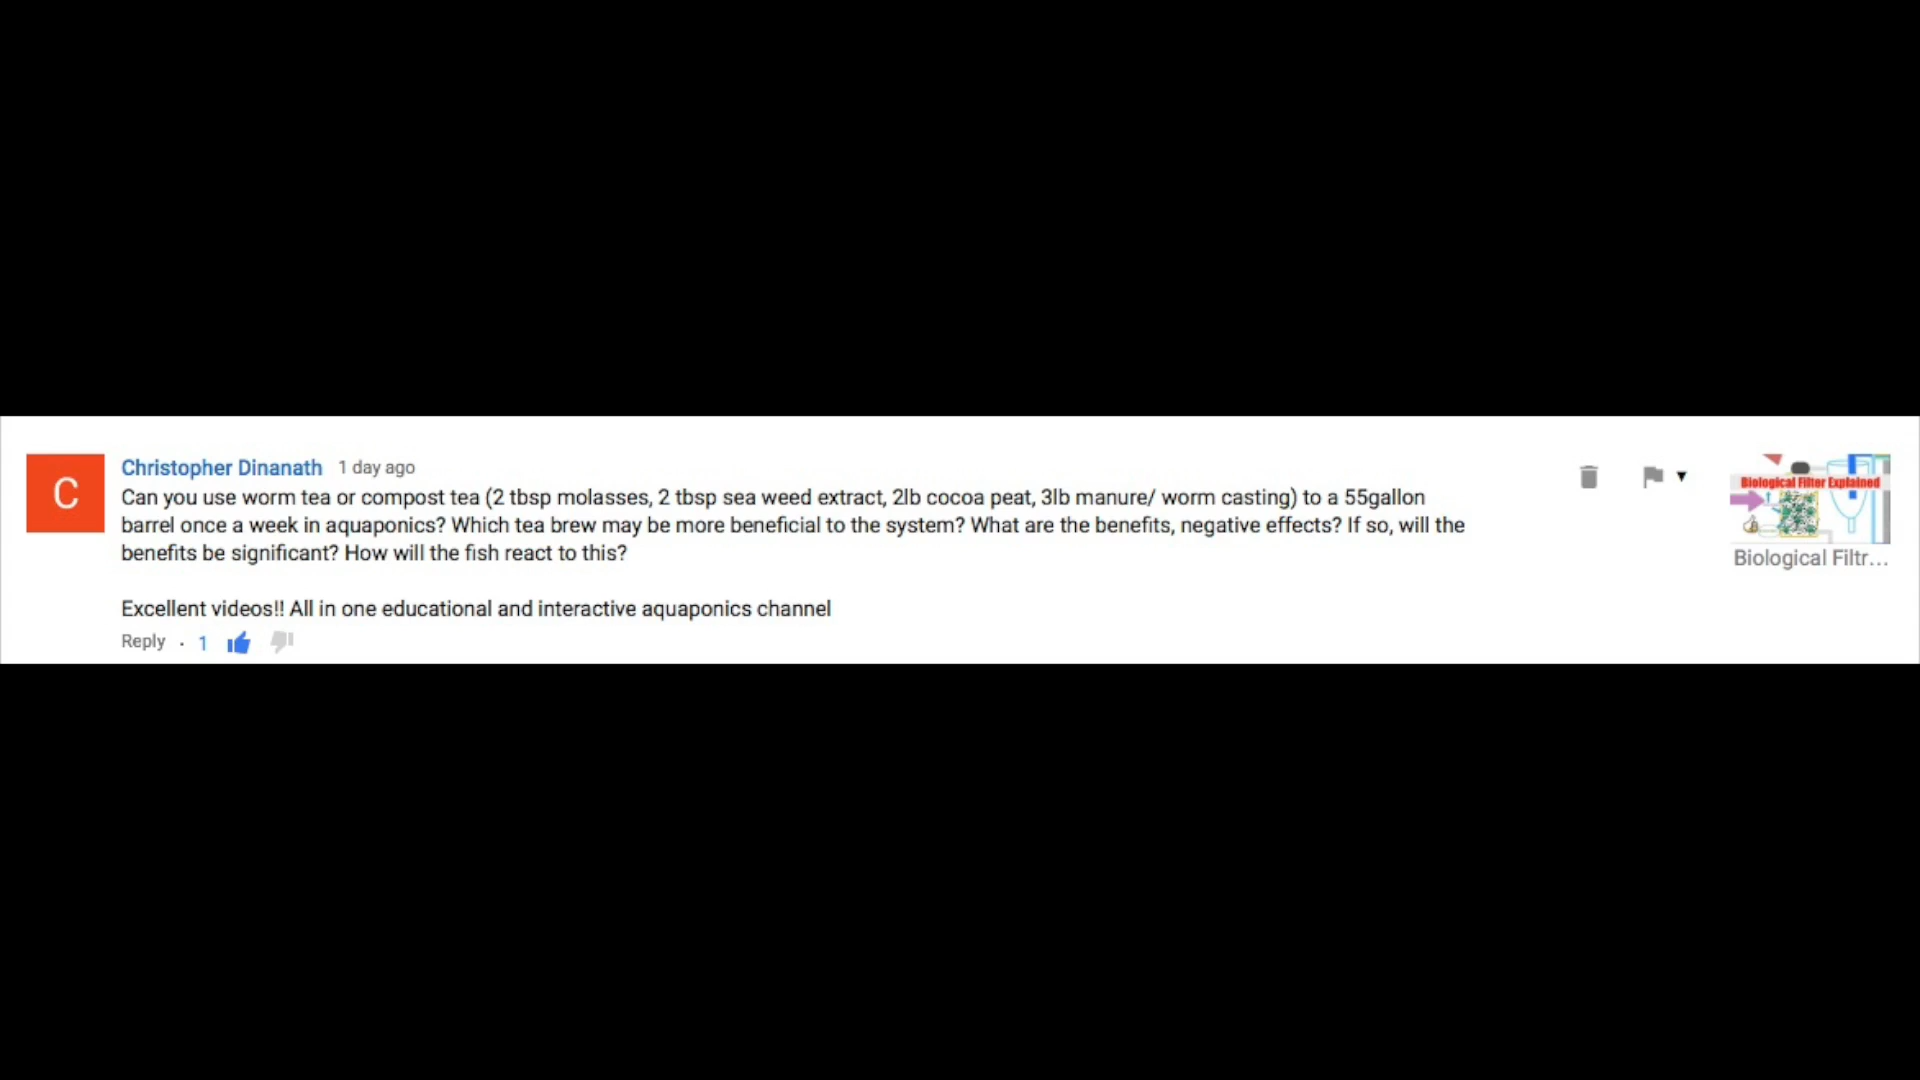 C
Christopher Dinanath 1 day ago
Can you use worm tea or compost tea (2 tbsp molasses, 2 tbsp sea weed extract, 2lb cocoa peat, 3lb manure/ worm casting) to a 55gallon
barrel once a week in aquaponics? Which tea brew may be more beneficial to the system? What are the benefits, negative effects? If so, will the
benefits be significant? How will the fish react to this?
Excellent videos!! All in one educational and interactive aquaponics channel
Reply . 1
Biological Filter Explained
Biological Filtr...